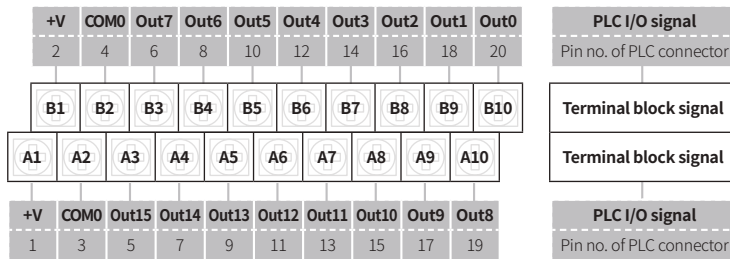 +V COM0 Out7 Out6 Out5 Out4 Out3 Out2 Out1 Out0 PLC I/O signal
2 4 6 8 10 12 14 16 18 20 Pin no. of PLC connector
B1 B2 B3 B4 B5 B6 B7 B8 B9 B10 Terminal block signal
A1 A2 A3 A4 A5 A6 A7 A8 A9 A10 Terminal block signal
+V COM0 Out15 Out14 Out13 Out12 Out11 Out10 Out9 Out8 PLC I/O signal
1 3 5 7 9 11 13 15 17 19 Pin no. of PLC connector